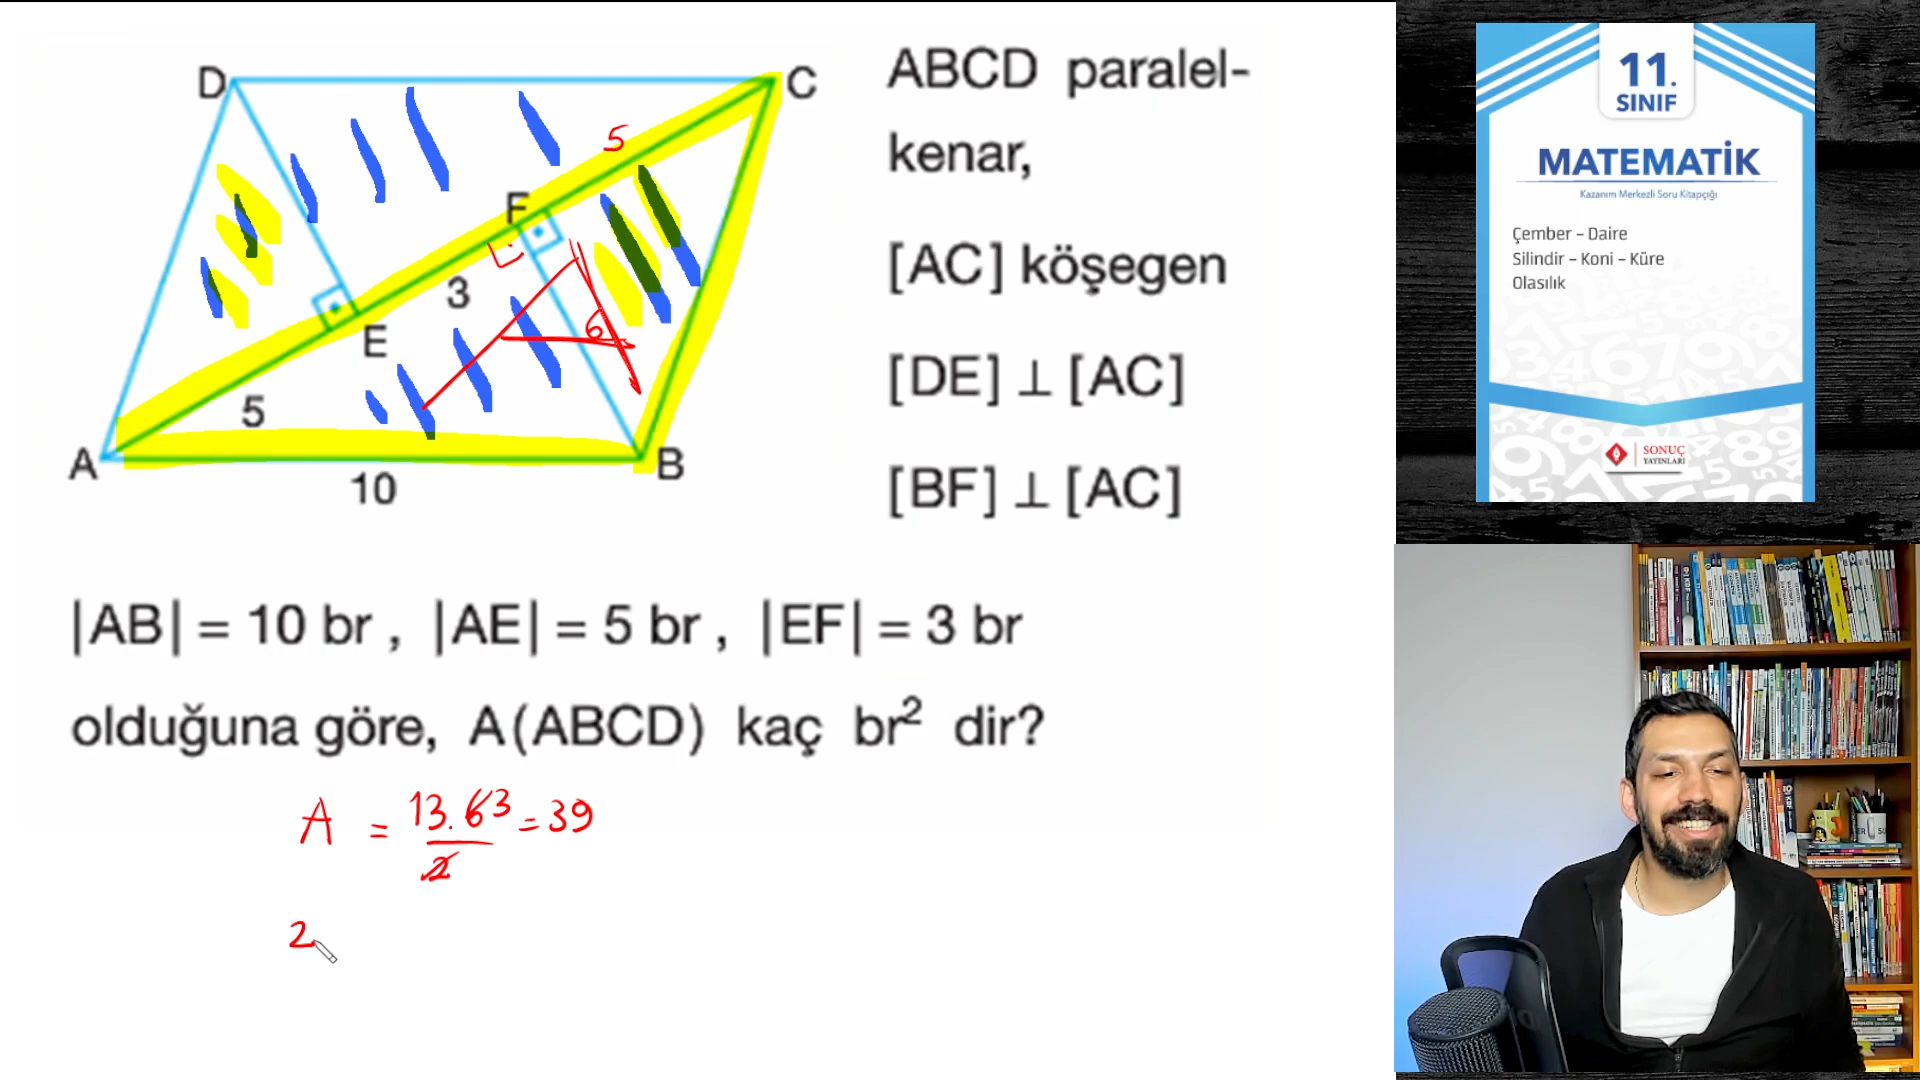 D
C
5
F
3
E
6
5
A
B
10
ABCD paralel-
kenar,
[AC] köşegen
[DE] ⊥ [AC]
[BF] ⊥ [AC]
|AB| = 10 br , |AE| = 5 br , |EF| = 3 br
olduğuna göre, A(ABCD) kaç br² dir?
A = 13.6 3 = 39
2
2
11.
SINIF
MATEMATİK
Kazanım Merkezli Soru Kitapçığı
Çember – Daire
Silindir – Koni – Küre
Olasılık
SONUÇ
YAYINLARI